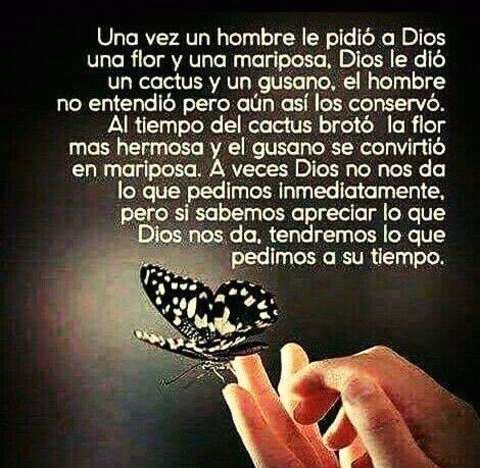 Una vez un hombre le pidió a Dios
una flor y una mariposa, Dios le dió
un cactus y un gusano, el hombre
no entendió pero aún así los conservó.
Al tiempo del cactus brotó la flor
mas hermosa y el gusano se convirtió
en mariposa. A veces Dios no nos da
lo que pedimos inmediatamente,
pero si sabemos apreciar lo que
Dios nos da, tendremos lo que
pedimos a su tiempo.